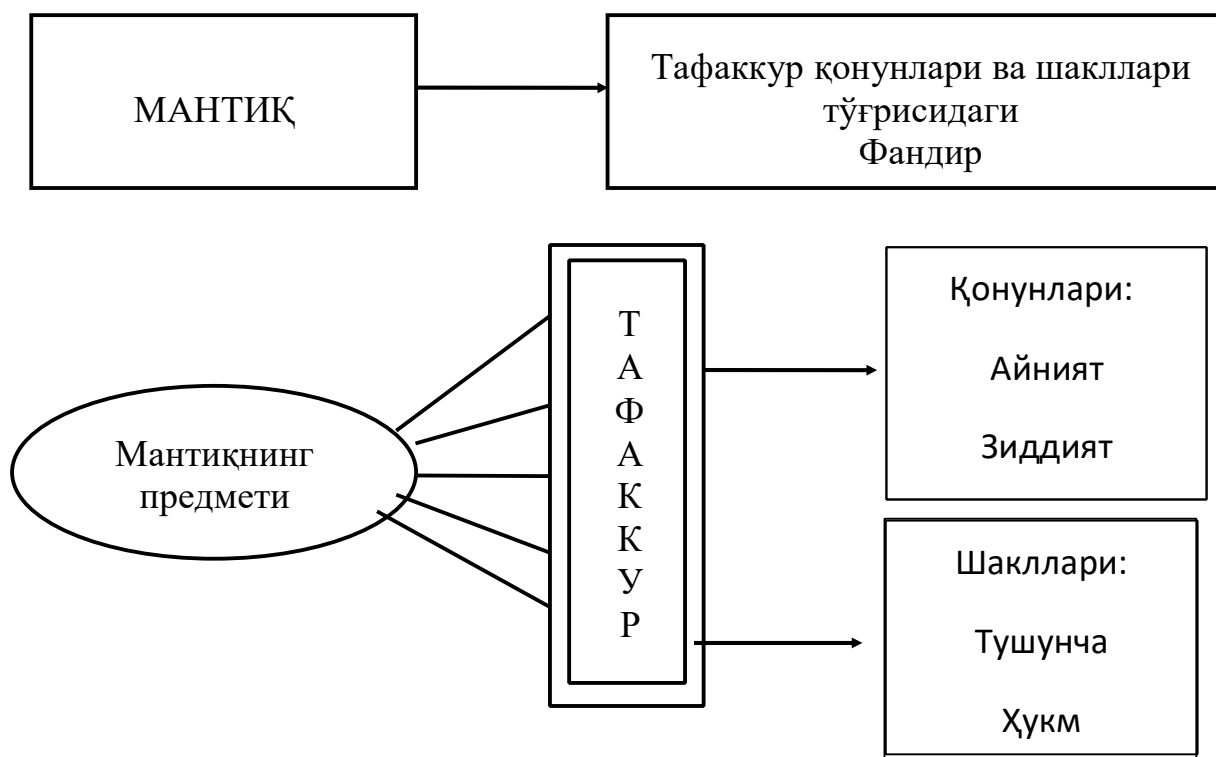 МАНТИҚ
Тафаккур қонунлари ва шакллари
тўғрисидаги
Фандир
Мантиқнинг
предмети
Т
А
Ф
А
К
К
У
Р
Қонунлари:
Айният
Зиддият
Шакллари:
Тушунча
Ҳукм